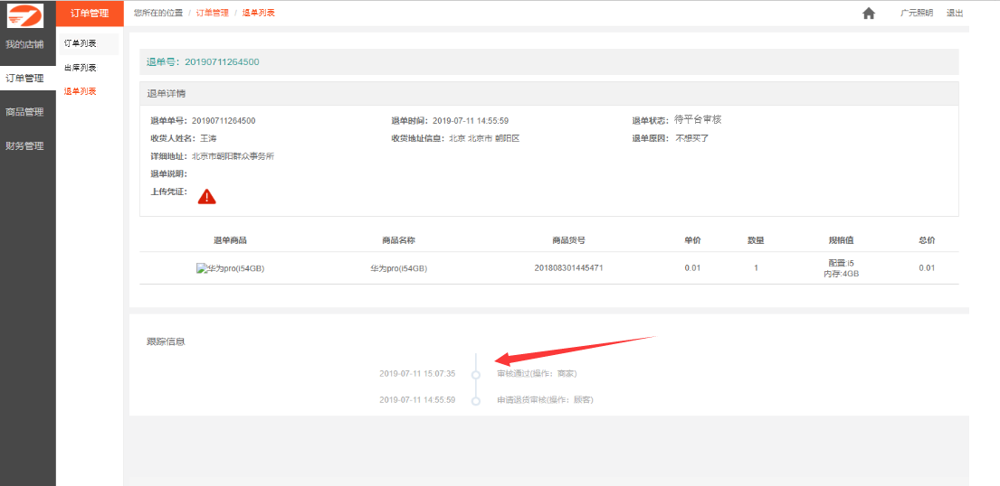 订单管理
您所在的位置 / 订单管理 / 退单列表
广元照明 退出
我的店铺
订单管理
商品管理
财务管理
订单列表
出库列表
退单列表
退单号：20190711264500
退单详情
退单单号：20190711264500 退单时间：2019-07-11 14:55:59 退单状态：待平台审核
收货人姓名：王涛 收货地址信息：北京 北京市 朝阳区 退单原因：不想买了
详细地址：北京市朝阳群众事务所
退单说明：
上传凭证：
退单商品 商品名称 商品货号 单价 数量 规格值 总价
华为pro(i54GB) 华为pro(i54GB) 201808301445471 0.01 1 配置:i5 0.01
内存:4GB
跟踪信息
2019-07-11 15:07:35 审核通过(操作：商家)
2019-07-11 14:55:59 申请退货审核(操作：顾客)